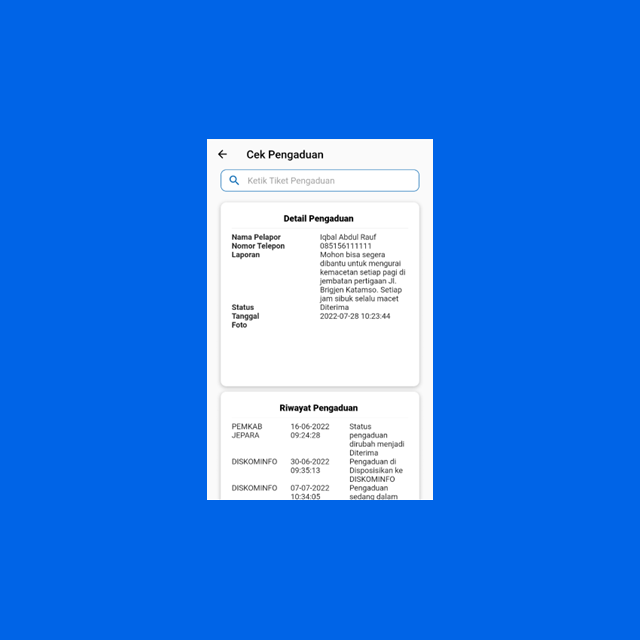 Cek Pengaduan
Ketik Tiket Pengaduan
Detail Pengaduan
Nama Pelapor Iqbal Abdul Rauf
Nomor Telepon 085156111111
Laporan Mohon bisa segera
dibantu untuk mengurai
kemacetan setiap pagi di
jembatan pertigaan Jl.
Brigjen Katamso. Setiap
jam sibuk selalu macet
Status Diterima
Tanggal 2022-07-28 10:23:44
Foto
Riwayat Pengaduan
PEMKAB 16-06-2022 Status
JEPARA 09:24:28 pengaduan
dirubah menjadi
Diterima
DISKOMINFO 30-06-2022 Pengaduan di
09:35:13 Disposisikan ke
DISKOMINFO
DISKOMINFO 07-07-2022 Pengaduan
10:34:05 sedang dalam